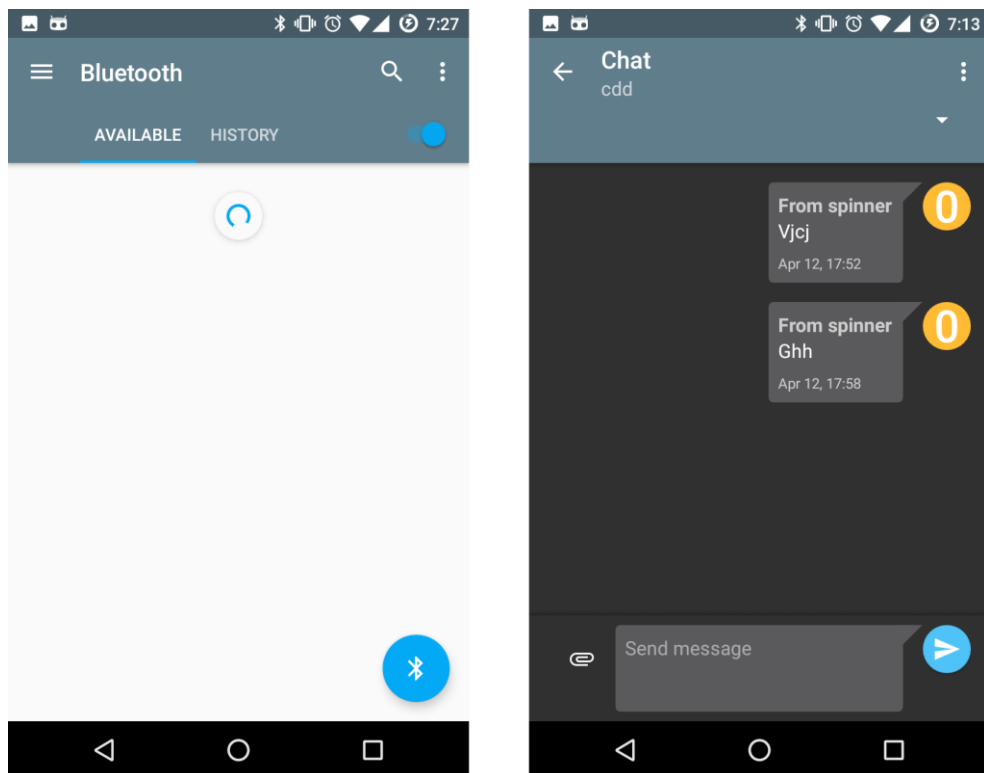 7:27
Bluetooth
AVAILABLE HISTORY
7:13
Chat
cdd
From spinner
Vjcj
Apr 12, 17:52
0
From spinner
Ghh
Apr 12, 17:58
0
Send message